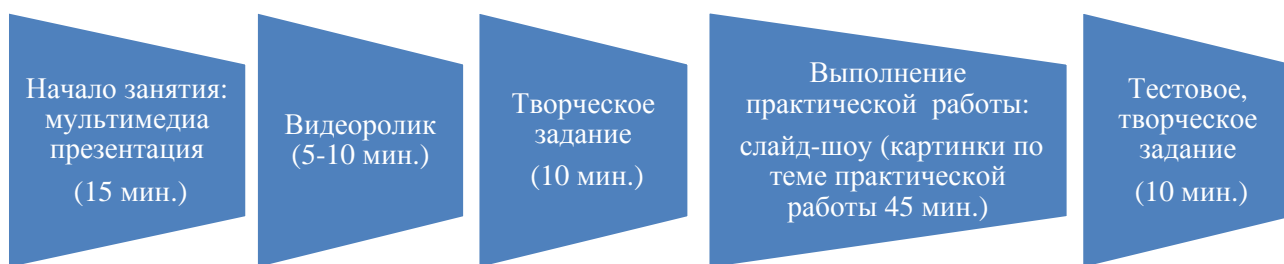 Начало занятия:
мультимедиа
презентация
(15 мин.)
Видеоролик
(5-10 мин.)
Творческое
задание
(10 мин.)
Выполнение
практической работы:
слайд-шоу (картинки по
теме практической
работы 45 мин.)
Тестовое,
творческое
задание
(10 мин.)